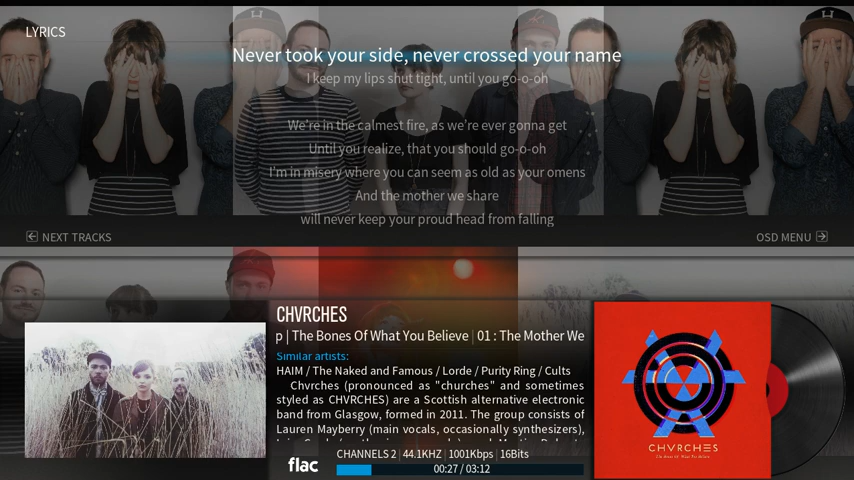 LYRICS
Never took your side, never crossed your name
I keep my lips shut tight, until you go-o-oh
We're in the calmest fire, as we're ever gonna get
Until you realize, that you should go-o-oh
I'm in misery where you can seem as old as your omens
And the mother we share
will never keep your proud head from falling
NEXT TRACKS
OSD MENU
CHVRCHES
p | The Bones Of What You Believe | 01 : The Mother We
Similar artists:
HAIM / The Naked and Famous / Lorde / Purity Ring / Cults
Chvrches (pronounced as "churches" and sometimes
styled as CHVRCHES) are a Scottish alternative electronic
band from Glasgow, formed in 2011. The group consists of
Lauren Mayberry (main vocals, occasionally synthesizers),
flac
CHANNELS 2 | 44.1KHZ | 1001Kbps | 16Bits
00:27 / 03:12
CHVRCHES
The Bones Of What You Believe